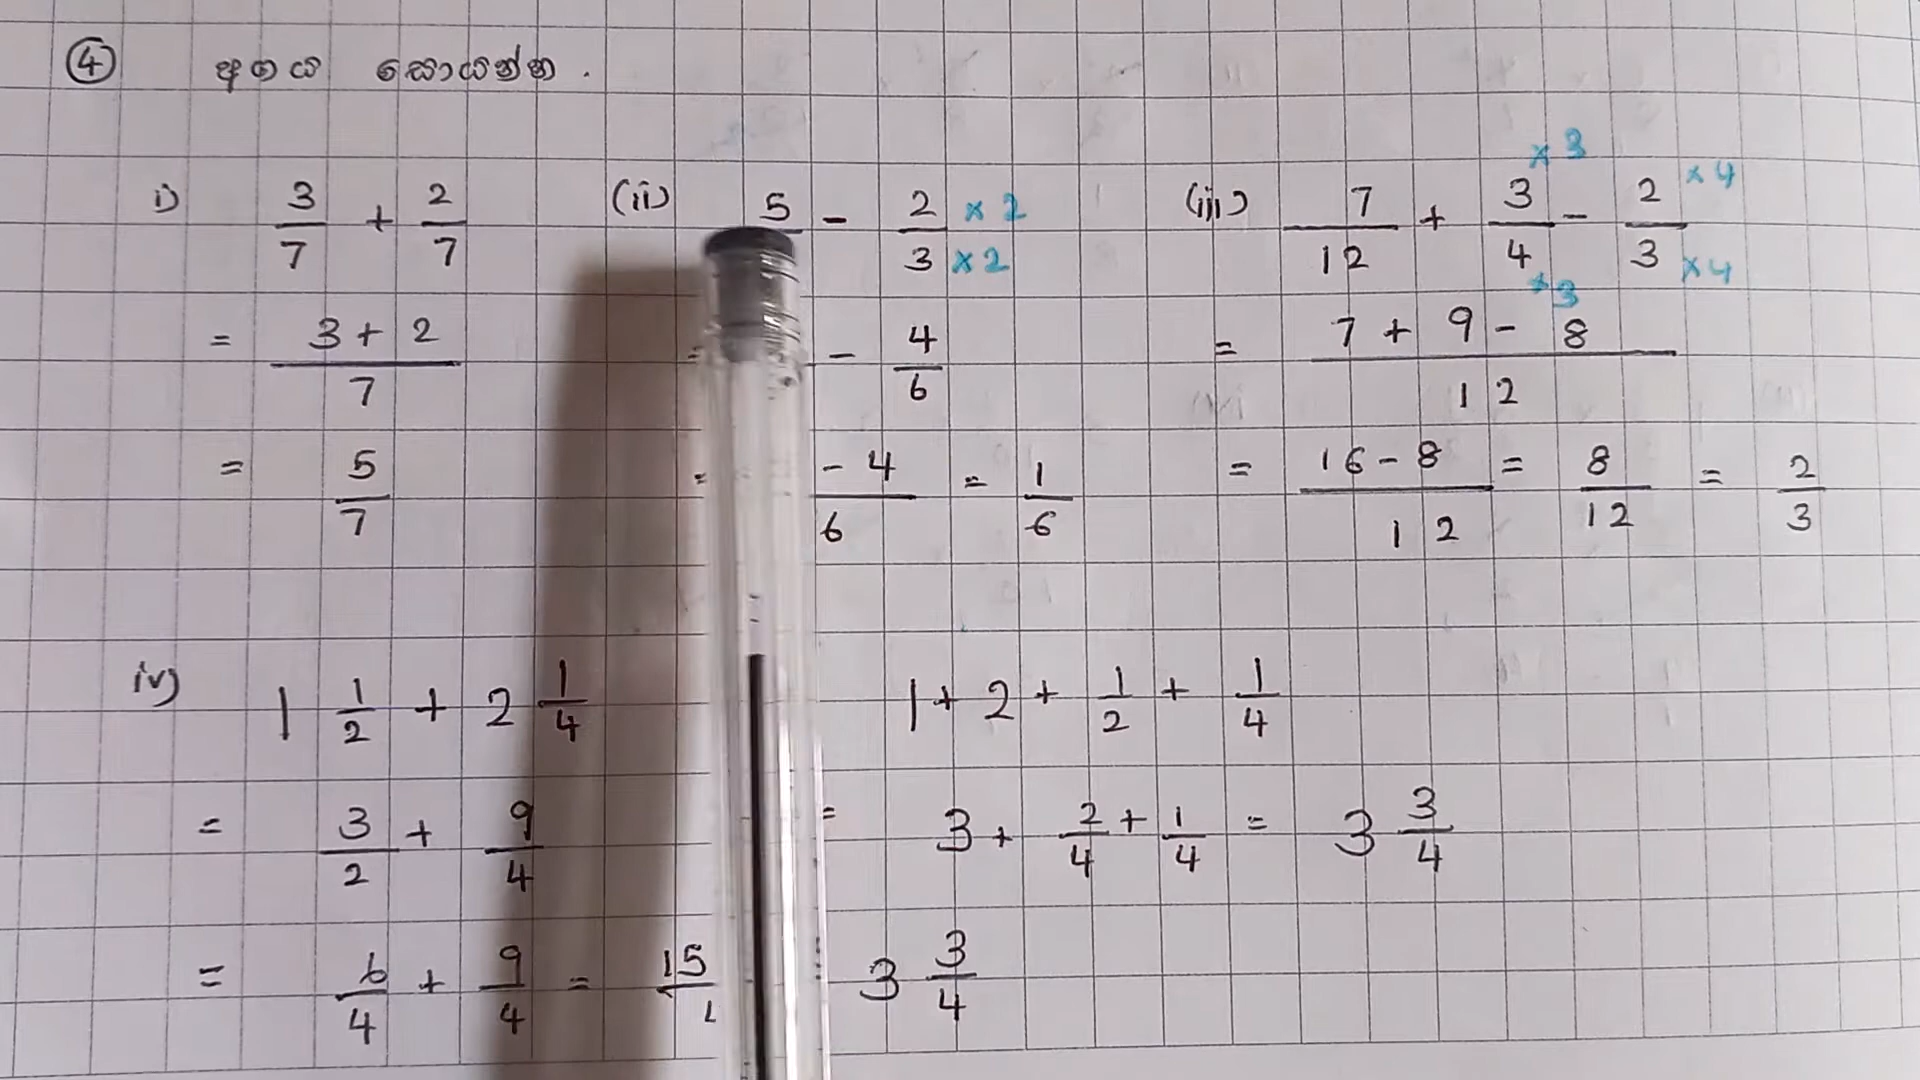 ④ අගය සොයන්න.
i) 3/7 + 2/7
= 3 + 2 / 7
= 5/7
(ii) 5 - 2/3 × 2 × 2
= - 4/6
= - 4 / 6 = 1/6
(iii) 7/12 + 3/4 - 2/3 × 3 × 3 × 4 × 4
= 7 + 9 - 8 / 12
= 16 - 8 / 12 = 8/12 = 2/3
iv) 1 1/2 + 2 1/4
= 3/2 + 9/4
= 6/4 + 9/4 = 15 3 3/4
1 + 2 + 1/2 + 1/4
= 3 + 2/4 + 1/4 = 3 3/4